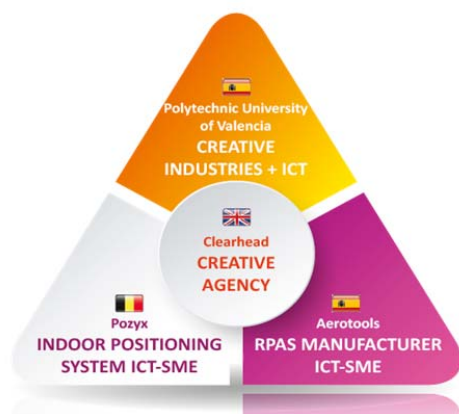 Polytechnic University
of Valencia
CREATIVE
INDUSTRIES + ICT
Clearhead
CREATIVE
AGENCY
Pozyx
INDOOR POSITIONING
SYSTEM ICT-SME
Aerotools
RPAS MANUFACTURER
ICT-SME